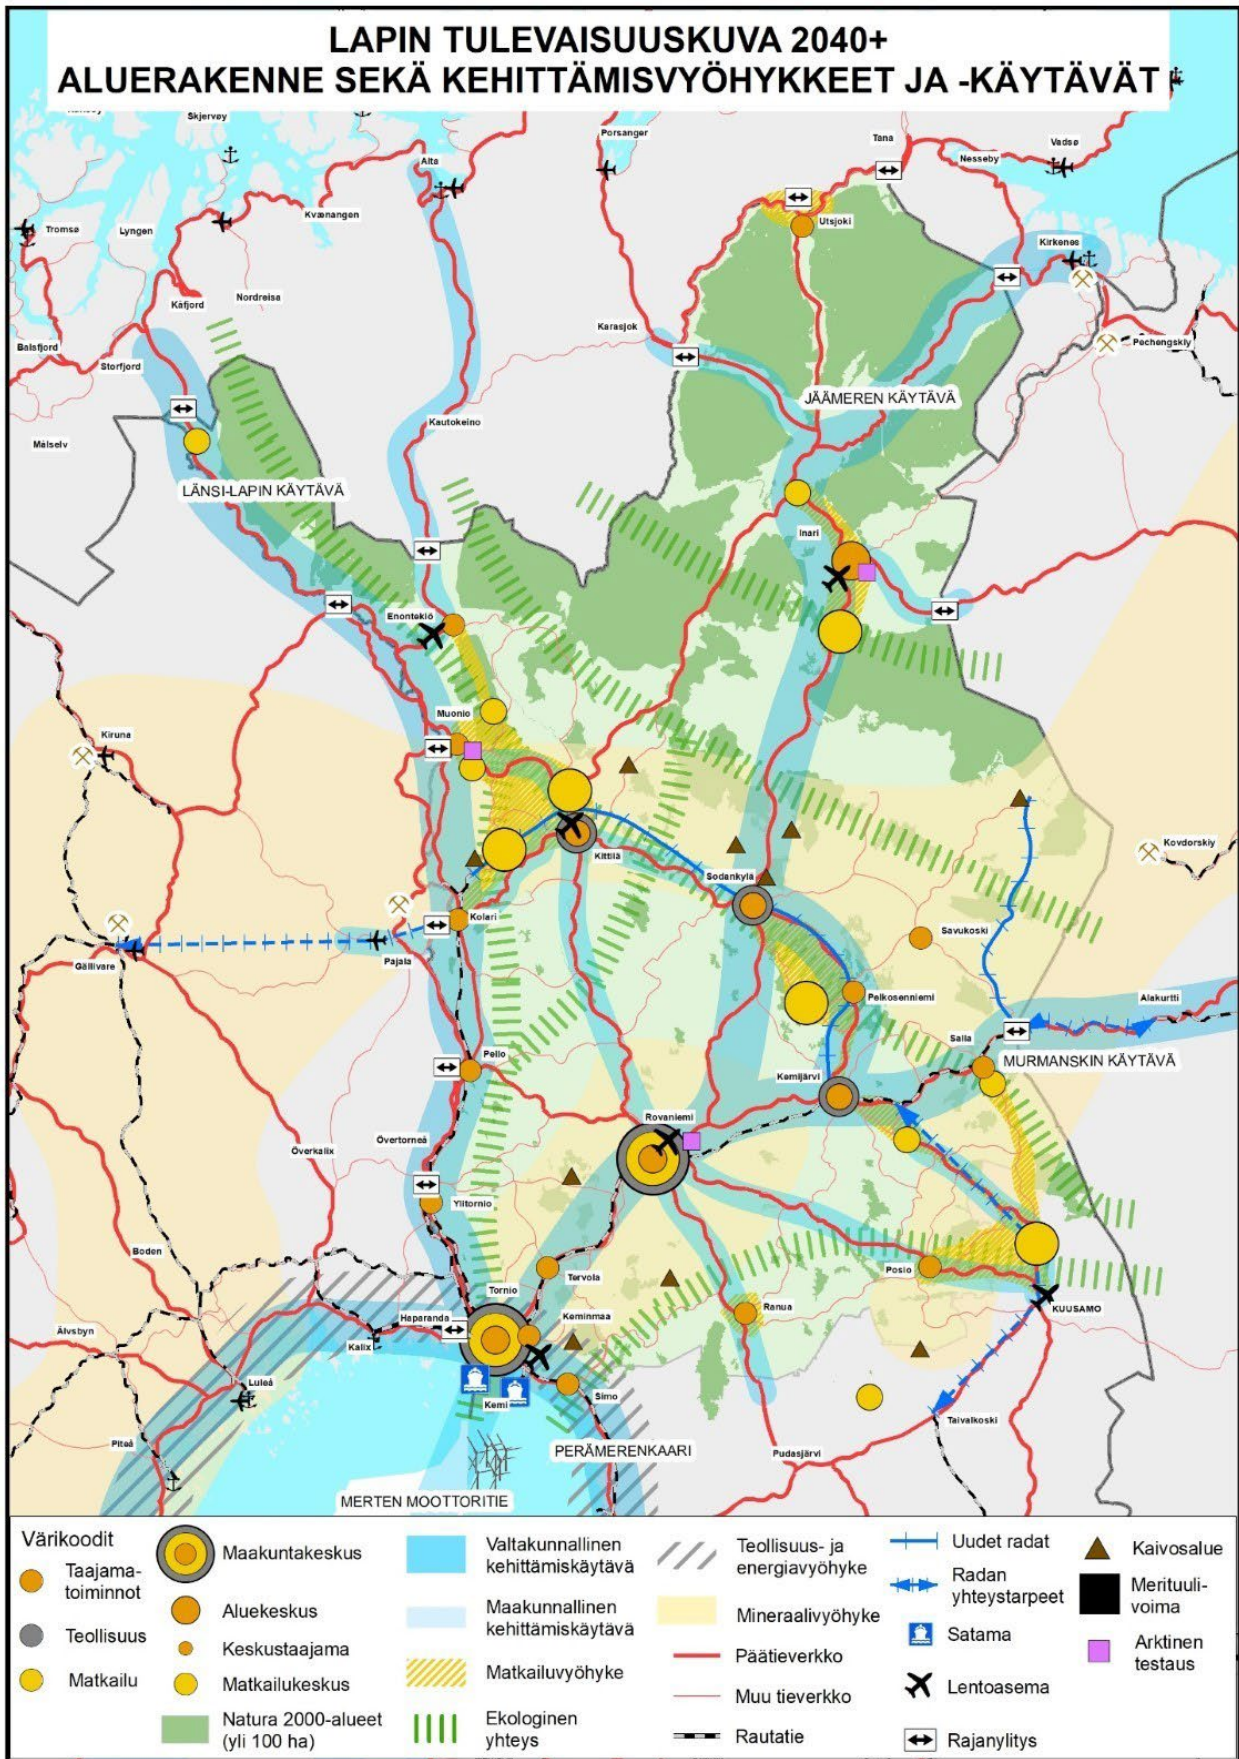 LAPIN TULEVAISUUSKUVA 2040+
ALUERAKENNE SEKÄ KEHITTÄMISVYÖHYKKEET JA -KÄYTÄVÄT
Skjervøy
Porsanger
Tana
Vadsø
Nesseby
Alta
Kvænangen
Tromsø
Lyngen
Utsjoki
Kirkenes
Nordreisa
Kåfjord
Karasjok
Pechengskiy
Balsfjord
Storfjord
JÄÄMEREN KÄYTÄVÄ
Kautokeino
Målselv
LÄNSI-LAPIN KÄYTÄVÄ
Inari
Enontekiö
Muonio
Kiruna
Kovdorskiy
Kittilä
Sodankylä
Kolari
Savukoski
Pajala
Gällivare
Pelkosenniemi
Alakurtti
Salla
Pello
MURMANSKIN KÄYTÄVÄ
Kemijärvi
Rovaniemi
Övertorneå
Överkalix
Ylitornio
Boden
Tervola
Posio
Tornio
Ranua
KUUSAMO
Keminmaa
Haparanda
Älvsbyn
Kalix
Luleå
Simo
Kemi
Taivalkoski
Piteå
PERÄMERENKAARI
Pudasjärvi
MERTEN MOOTTORITIE
Värikoodit
Taajama-
toiminnot
Teollisuus
Matkailu
Maakuntakeskus
Aluekeskus
Keskustaajama
Matkailukeskus
Natura 2000-alueet
(yli 100 ha)
Valtakunnallinen
kehittämiskäytävä
Maakunnallinen
kehittämiskäytävä
Matkailuvyöhyke
Ekologinen
yhteys
Teollisuus- ja
energiavyöhyke
Mineraalivyöhyke
Päätieverkko
Muu tieverkko
Rautatie
Uudet radat
Radan
yhteystarpeet
Satama
Lentoasema
Rajanylitys
Kaivosalue
Merituuli-
voima
Arktinen
testaus